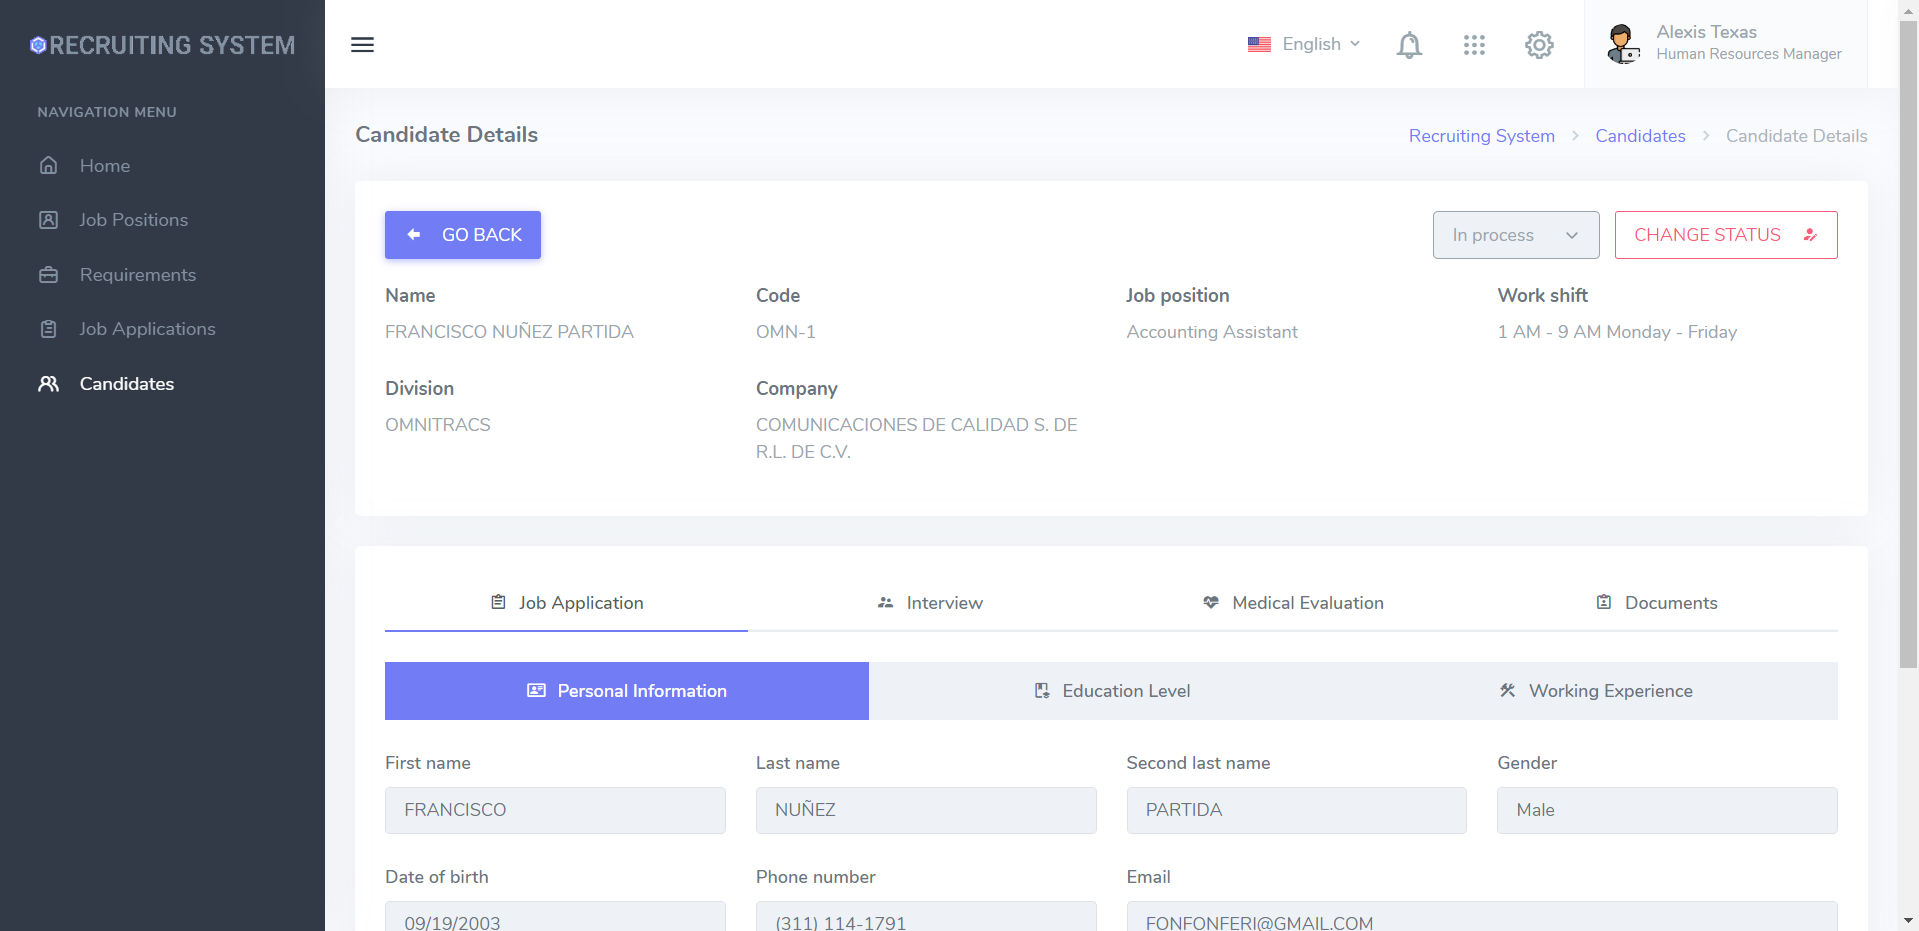 RECRUITING SYSTEM
English
Alexis Texas
Human Resources Manager
NAVIGATION MENU
Home
Job Positions
Requirements
Job Applications
Candidates
Candidate Details
Recruiting System > Candidates > Candidate Details
GO BACK
In process
CHANGE STATUS
Name
FRANCISCO NUÑEZ PARTIDA
Code
OMN-1
Job position
Accounting Assistant
Work shift
1 AM - 9 AM Monday - Friday
Division
OMNITRACS
Company
COMUNICACIONES DE CALIDAD S. DE
R.L. DE C.V.
Job Application
Interview
Medical Evaluation
Documents
Personal Information
Education Level
Working Experience
First name
FRANCISCO
Last name
NUÑEZ
Second last name
PARTIDA
Gender
Male
Date of birth
09/19/2003
Phone number
(311) 114-1791
Email
FONFONFERI@GMAIL.COM